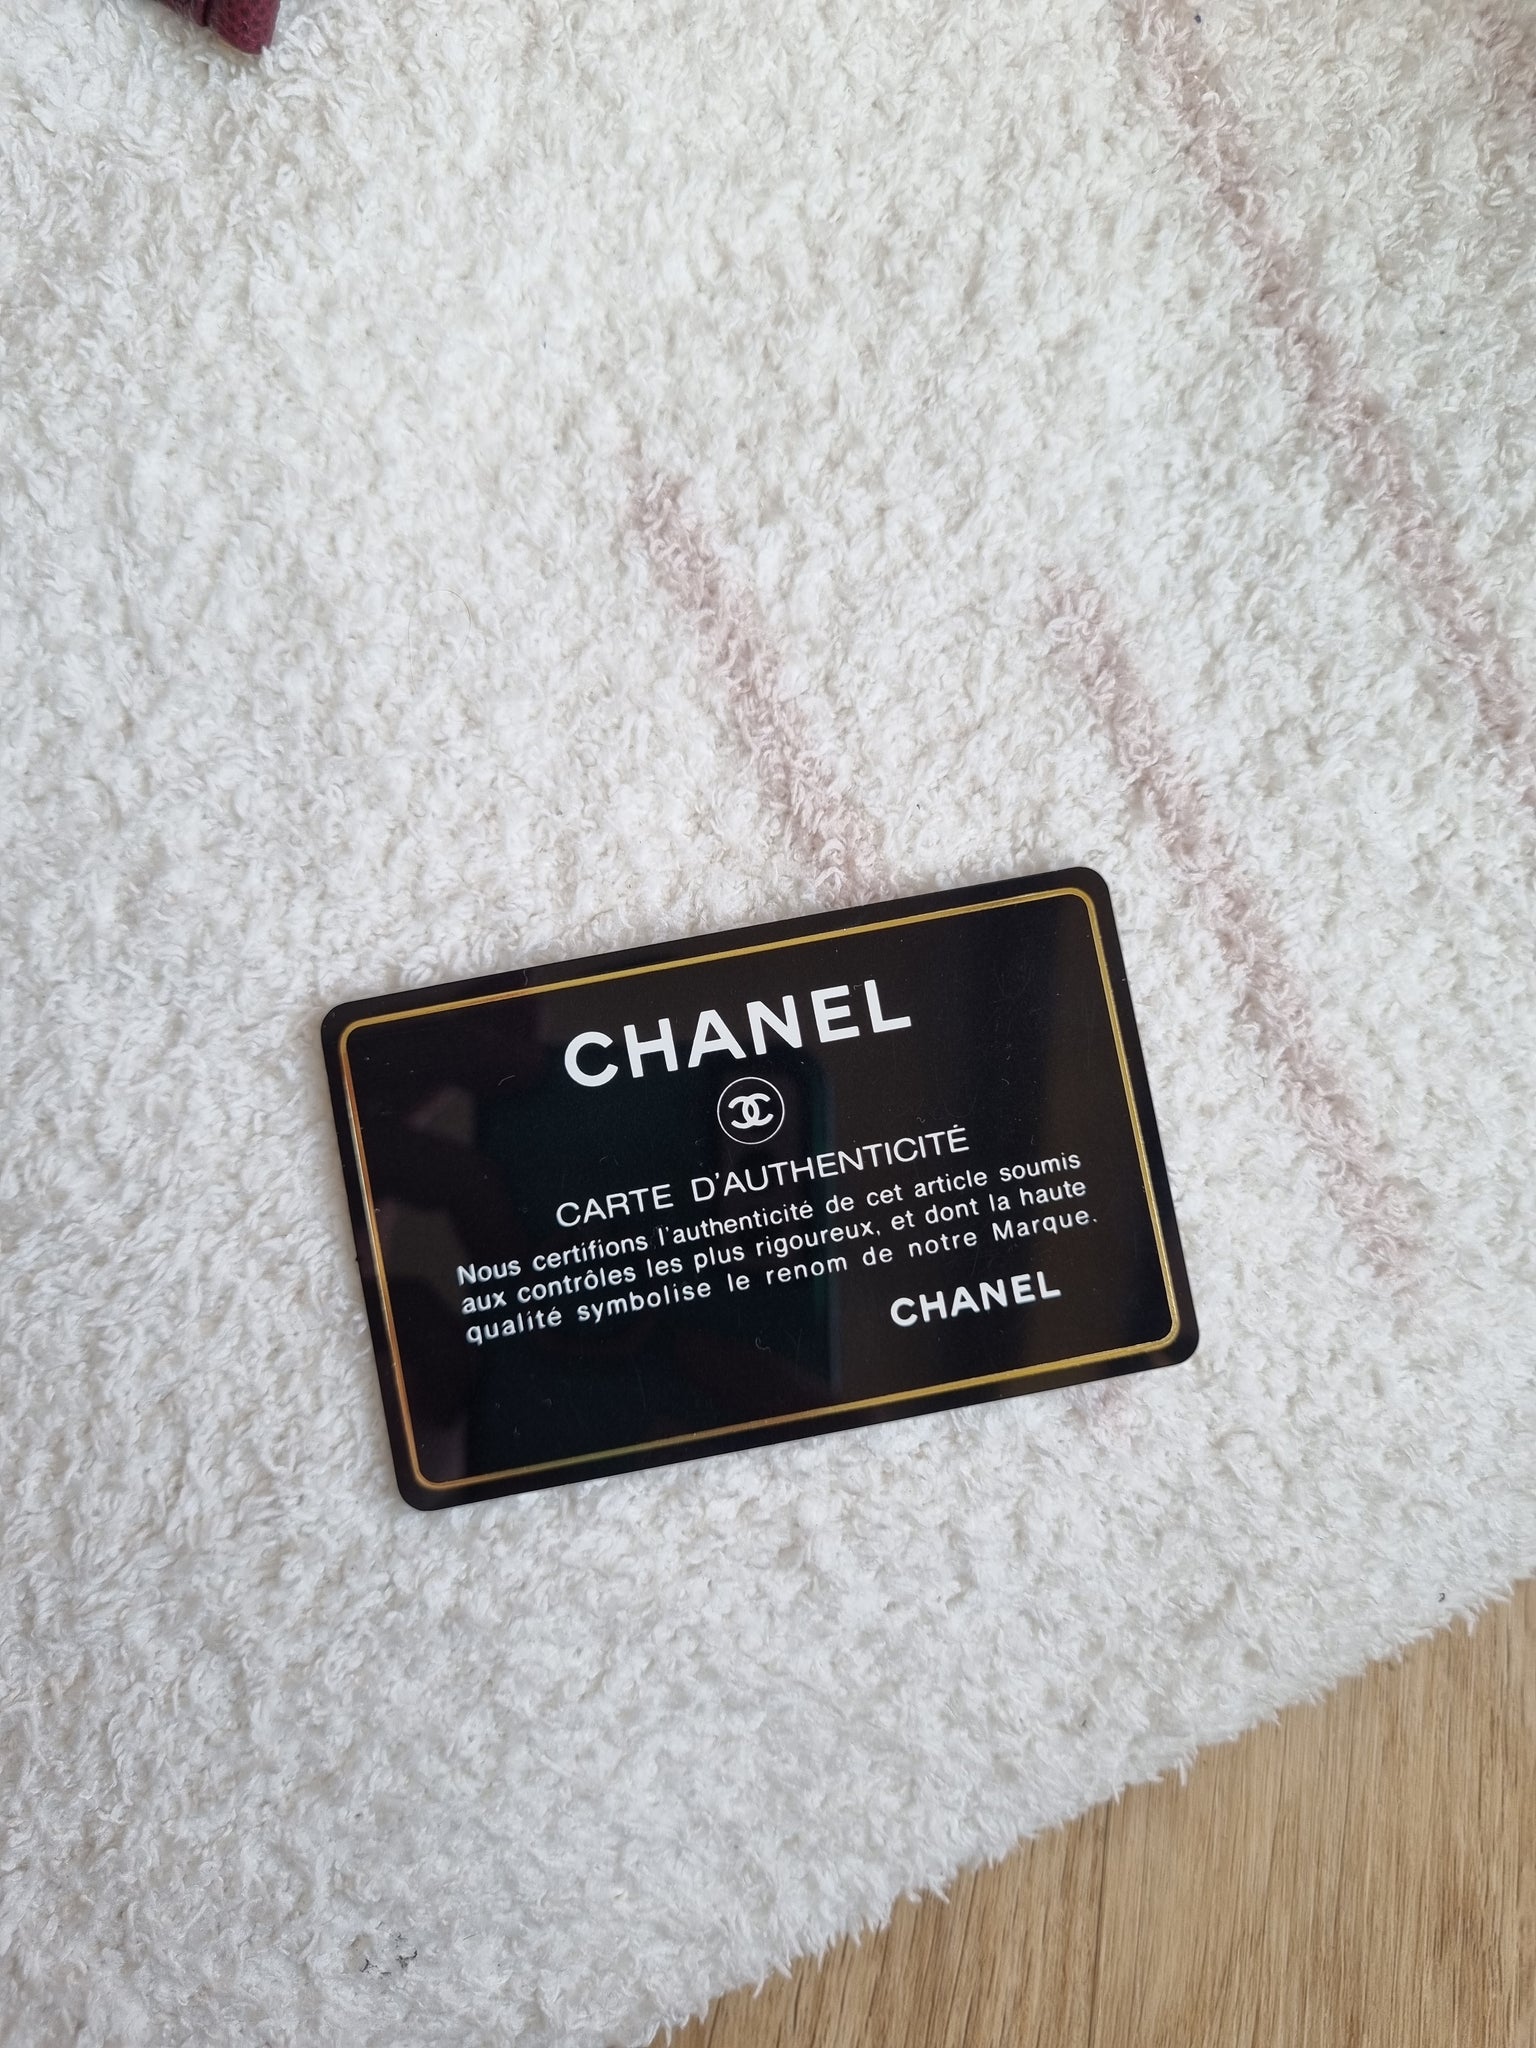 CHANEL
CARTE D'AUTHENTICITÉ
Nous certifions l'authenticité de cet article soumis
aux contrôles les plus rigoureux, et dont la haute
qualité symbolise le renom de notre Marque.
CHANEL